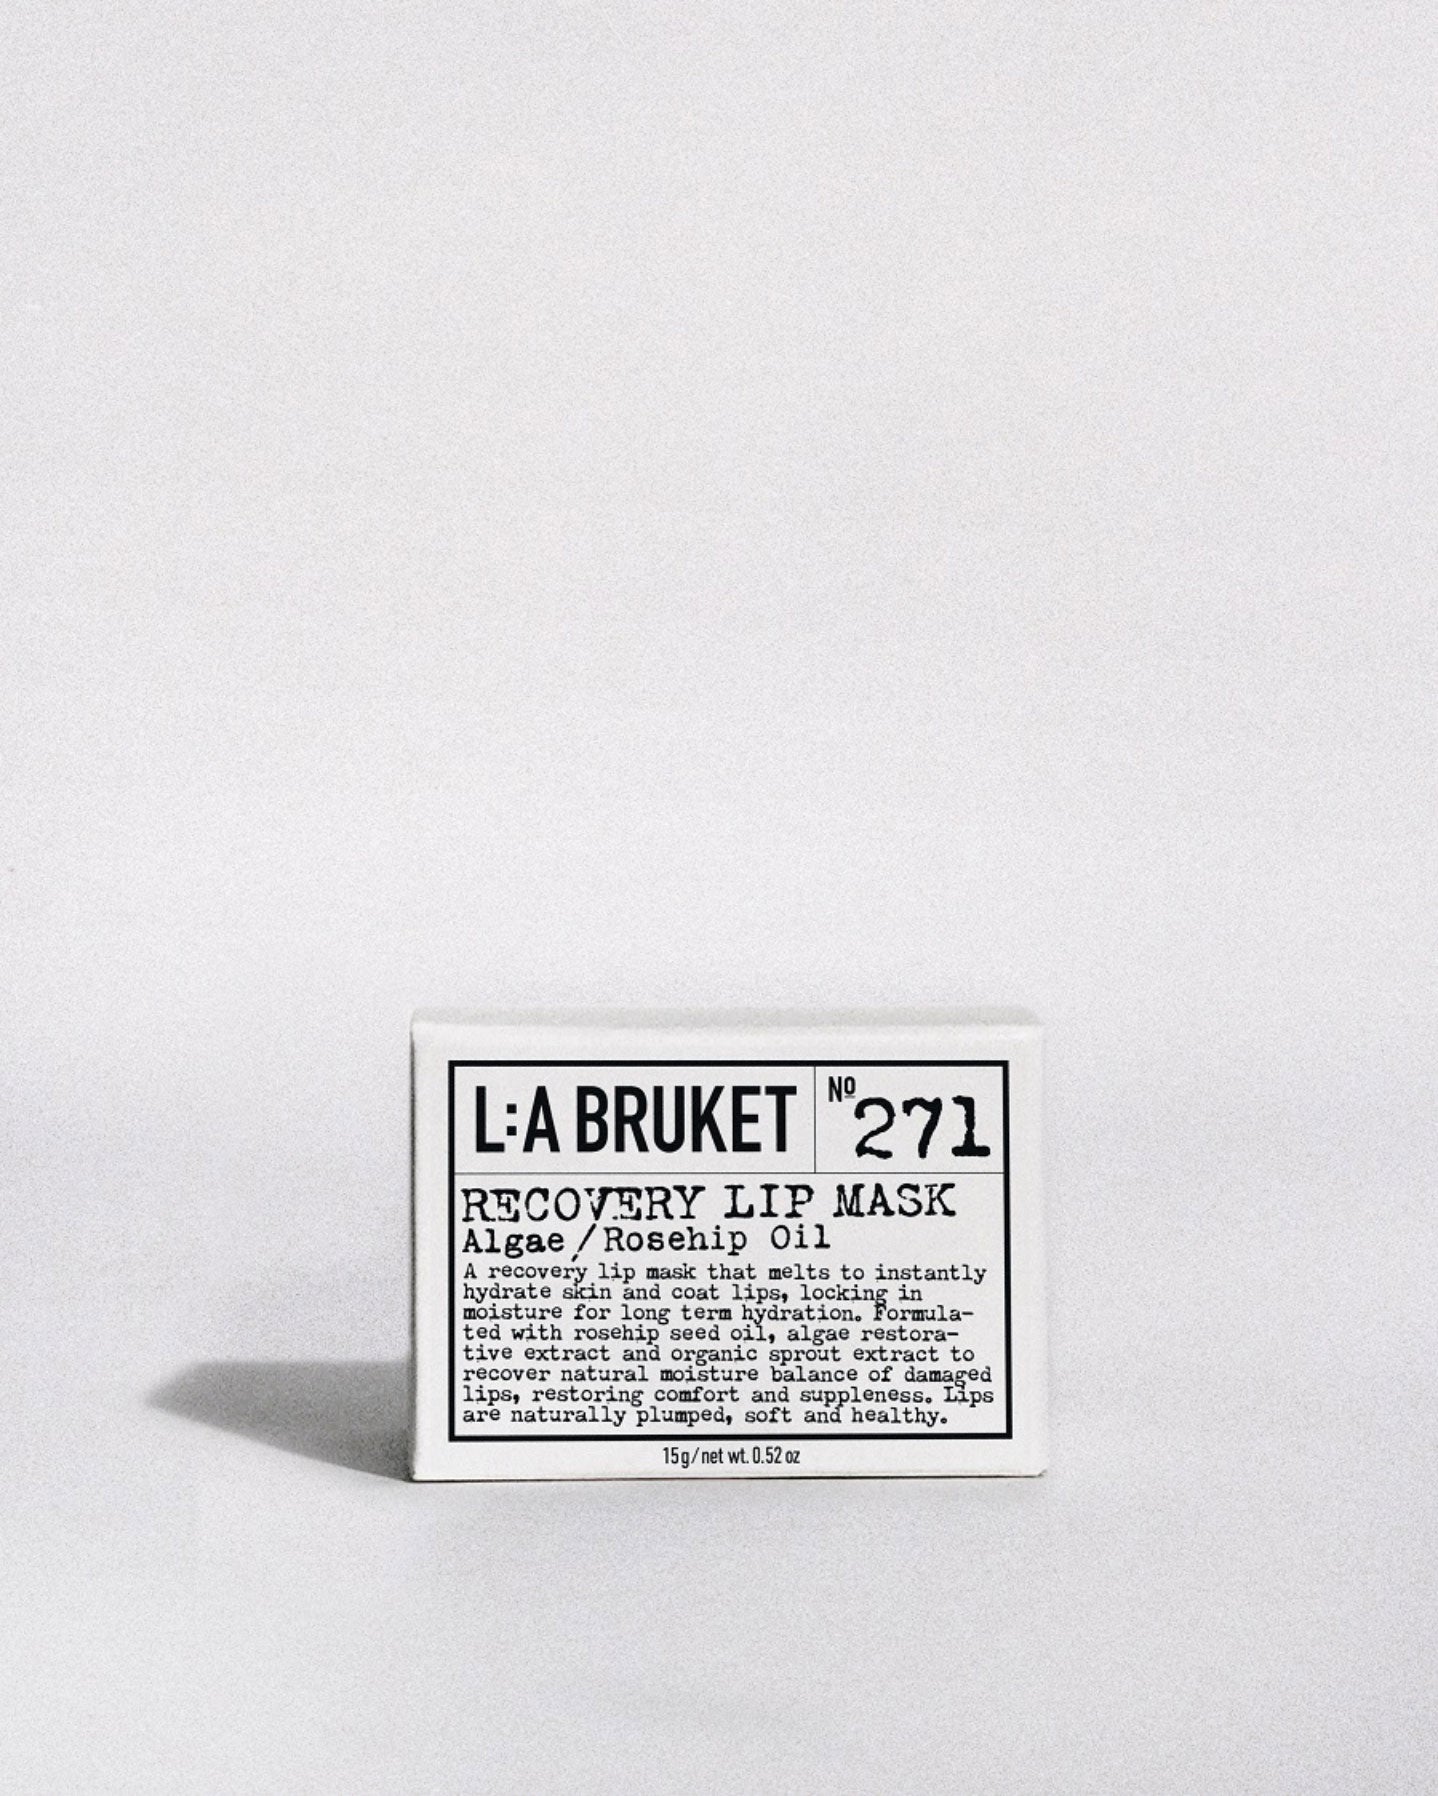 L:A BRUKET
Nº 271
RECOVERY LIP MASK
Algae/Rosehip Oil
A recovery lip mask that melts to instantly
hydrate skin and coat lips, locking in
moisture for long term hydration. Formula-
ted with rosehip seed oil, algae restora-
tive extract and organic sprout extract to
recover natural moisture balance of damaged
lips, restoring comfort and suppleness. Lips
are naturally plumped, soft and healthy.
15g/net wt. 0.52 oz